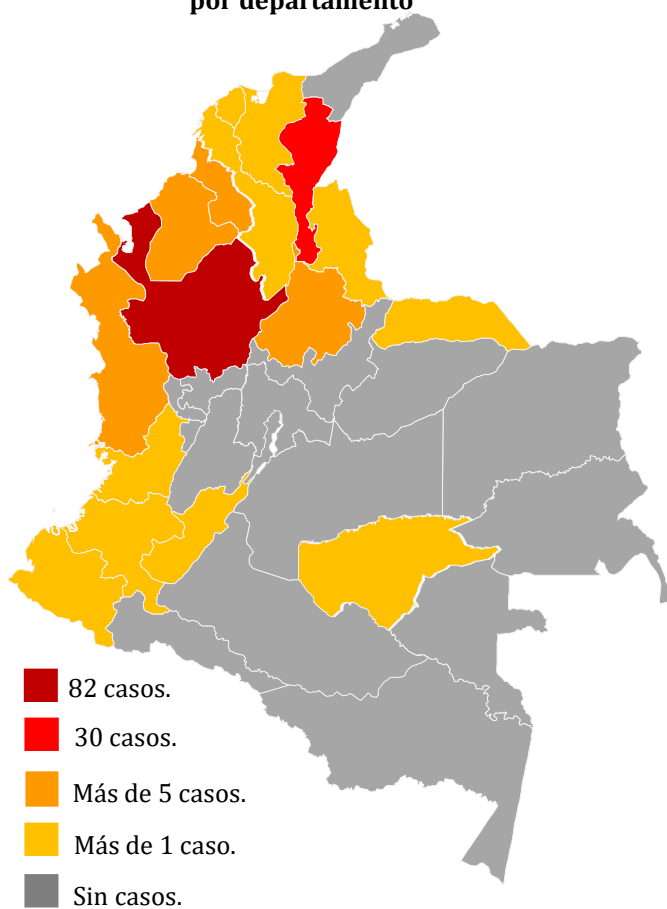 por departamento
82 casos.
30 casos.
Más de 5 casos.
Más de 1 caso.
Sin casos.